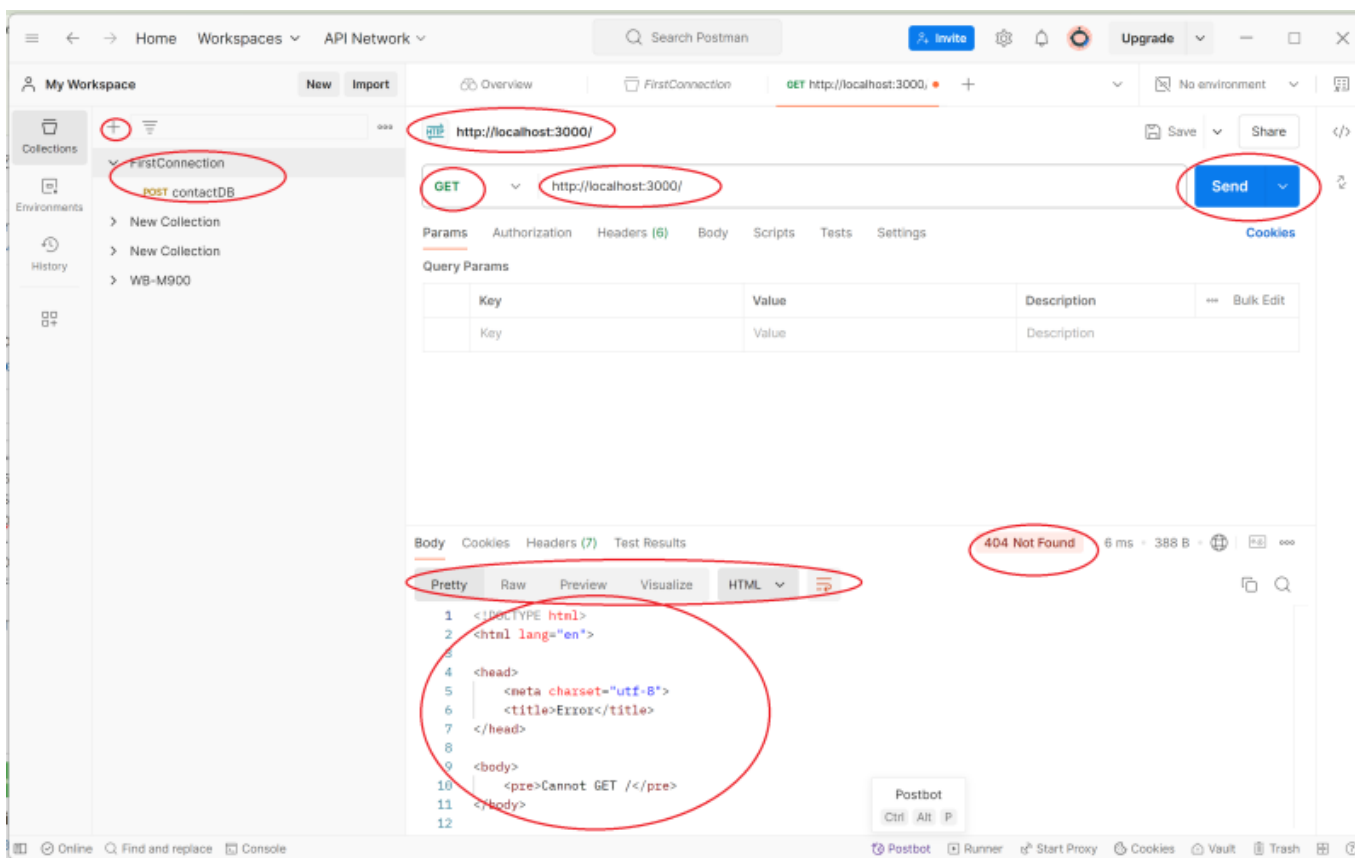 Home Workspaces API Network Search Postman Invite Upgrade
My Workspace New Import Overview FirstConnection GET http://localhost:3000/ No environment
Collections
Environments
History
FirstConnection
POST contactDB
New Collection
New Collection
WB-M900
HTTP http://localhost:3000/ Save Share
GET http://localhost:3000/ Send
Params Authorization Headers (6) Body Scripts Tests Settings Cookies
Query Params
Key Value Description Bulk Edit
Key Value Description
Body Cookies Headers (7) Test Results 404 Not Found 6 ms 388 B
Pretty Raw Preview Visualize HTML
1 <!DOCTYPE html>
2 <html lang="en">
3
4 <head>
5 <meta charset="utf-8">
6 <title>Error</title>
7 </head>
8
9 <body>
10 <pre>Cannot GET /</pre>
11 </body>
12
Postbot
Ctrl Alt P
Online Find and replace Console Postbot Runner Start Proxy Cookies Vault Trash